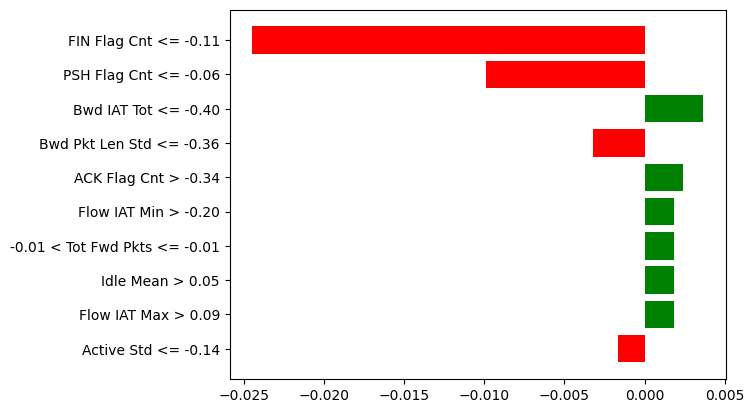 FIN Flag Cnt <= -0.11
PSH Flag Cnt <= -0.06
Bwd IAT Tot <= -0.40
Bwd Pkt Len Std <= -0.36
ACK Flag Cnt > -0.34
Flow IAT Min > -0.20
-0.01 < Tot Fwd Pkts <= -0.01
Idle Mean > 0.05
Flow IAT Max > 0.09
Active Std <= -0.14
−0.025 −0.020 −0.015 −0.010 −0.005 0.000 0.005